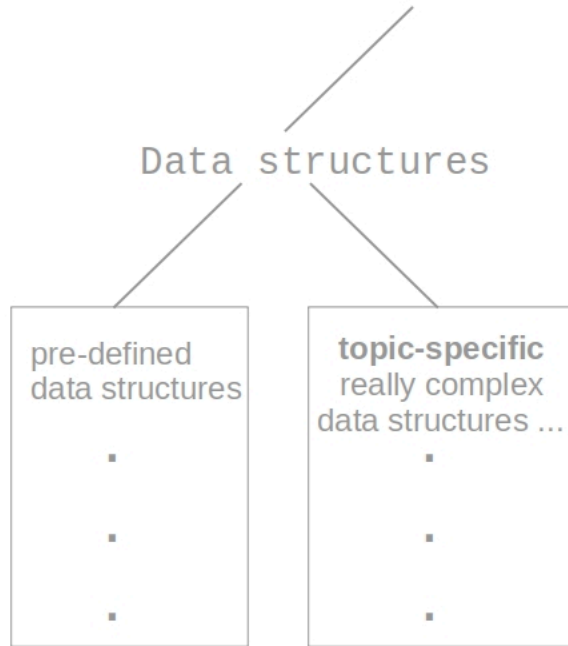 Data structures
pre-defined
data structures
topic-specific
really complex
data structures ...
.
.
.
.
.
.